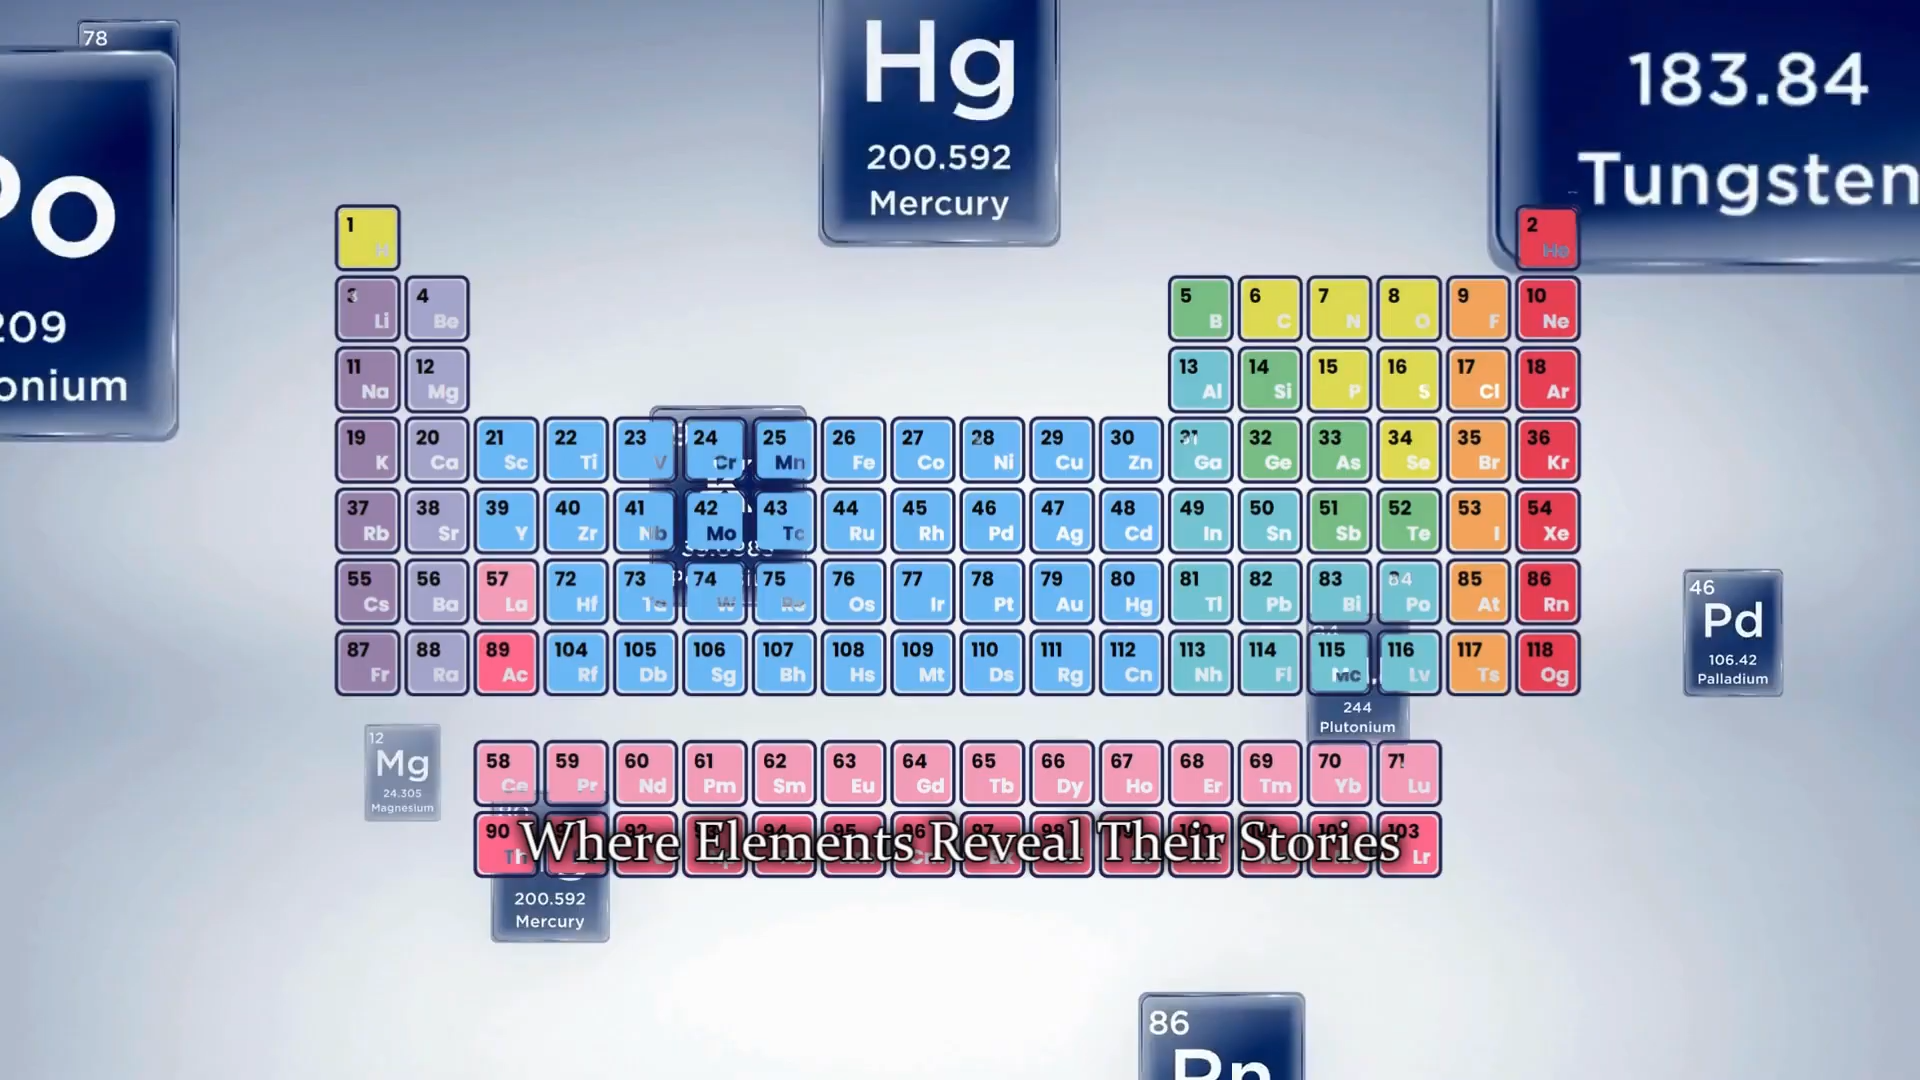 78
Po
209
onium
Hg
200.592
Mercury
183.84
Tungsten
1 H
2 He
3 Li 4 Be 5 B 6 C 7 N 8 O 9 F 10 Ne
11 Na 12 Mg 13 Al 14 Si 15 P 16 S 17 Cl 18 Ar
19 K 20 Ca 21 Sc 22 Ti 23 V 24 Cr 25 Mn 26 Fe 27 Co 28 Ni 29 Cu 30 Zn 31 Ga 32 Ge 33 As 34 Se 35 Br 36 Kr
37 Rb 38 Sr 39 Y 40 Zr 41 Nb 42 Mo 43 Tc 44 Ru 45 Rh 46 Pd 47 Ag 48 Cd 49 In 50 Sn 51 Sb 52 Te 53 I 54 Xe
55 Cs 56 Ba 57 La 72 Hf 73 Ta 74 W 75 Re 76 Os 77 Ir 78 Pt 79 Au 80 Hg 81 Tl 82 Pb 83 Bi 84 Po 85 At 86 Rn
87 Fr 88 Ra 89 Ac 104 Rf 105 Db 106 Sg 107 Bh 108 Hs 109 Mt 110 Ds 111 Rg 112 Cn 113 Nh 114 Fl 115 Mc 116 Lv 117 Ts 118 Og
46
Pd
106.42
Palladium
244
Plutonium
12
Mg
24.305
Magnesium
58 Ce 59 Pr 60 Nd 61 Pm 62 Sm 63 Eu 64 Gd 65 Tb 66 Dy 67 Ho 68 Er 69 Tm 70 Yb 71 Lu
90 Th 103 Lr
Where Elements Reveal Their Stories
200.592
Mercury
86
Rn